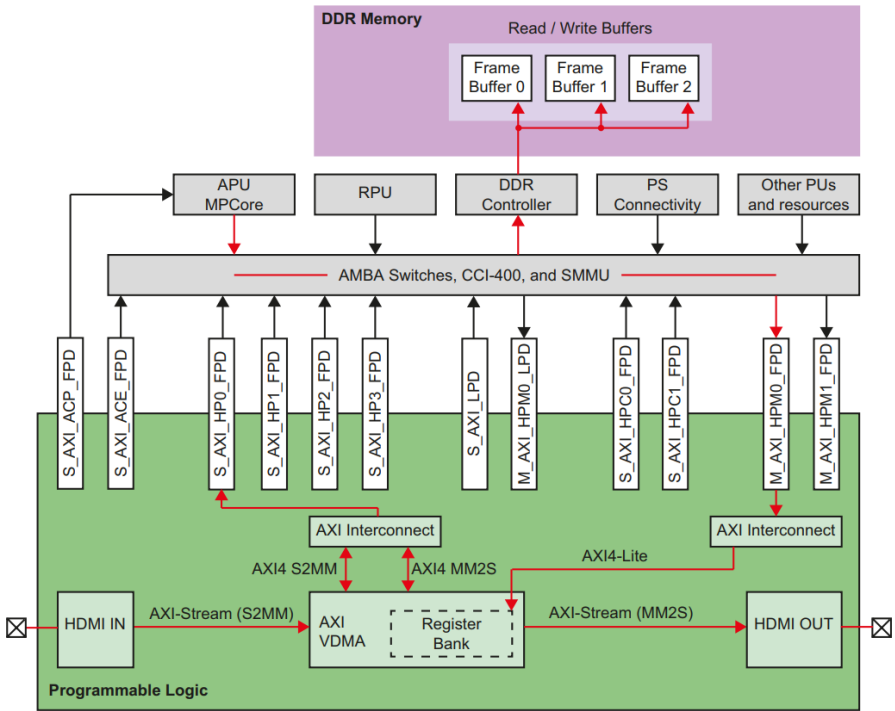 DDR Memory
Read / Write Buffers
Frame
Buffer 0
Frame
Buffer 1
Frame
Buffer 2
APU
MPCore
RPU
DDR
Controller
PS
Connectivity
Other PUs
and resources
AMBA Switches, CCI-400, and SMMU
S_AXI_ACP_FPD
S_AXI_ACE_FPD
S_AXI_HP0_FPD
S_AXI_HP1_FPD
S_AXI_HP2_FPD
S_AXI_HP3_FPD
S_AXI_LPD
M_AXI_HPM0_LPD
S_AXI_HPC0_FPD
S_AXI_HPC1_FPD
M_AXI_HPM0_FPD
M_AXI_HPM1_FPD
AXI Interconnect
AXI Interconnect
AXI4 S2MM
AXI4 MM2S
AXI4-Lite
HDMI IN
AXI-Stream (S2MM)
AXI
VDMA
Register
Bank
AXI-Stream (MM2S)
HDMI OUT
Programmable Logic